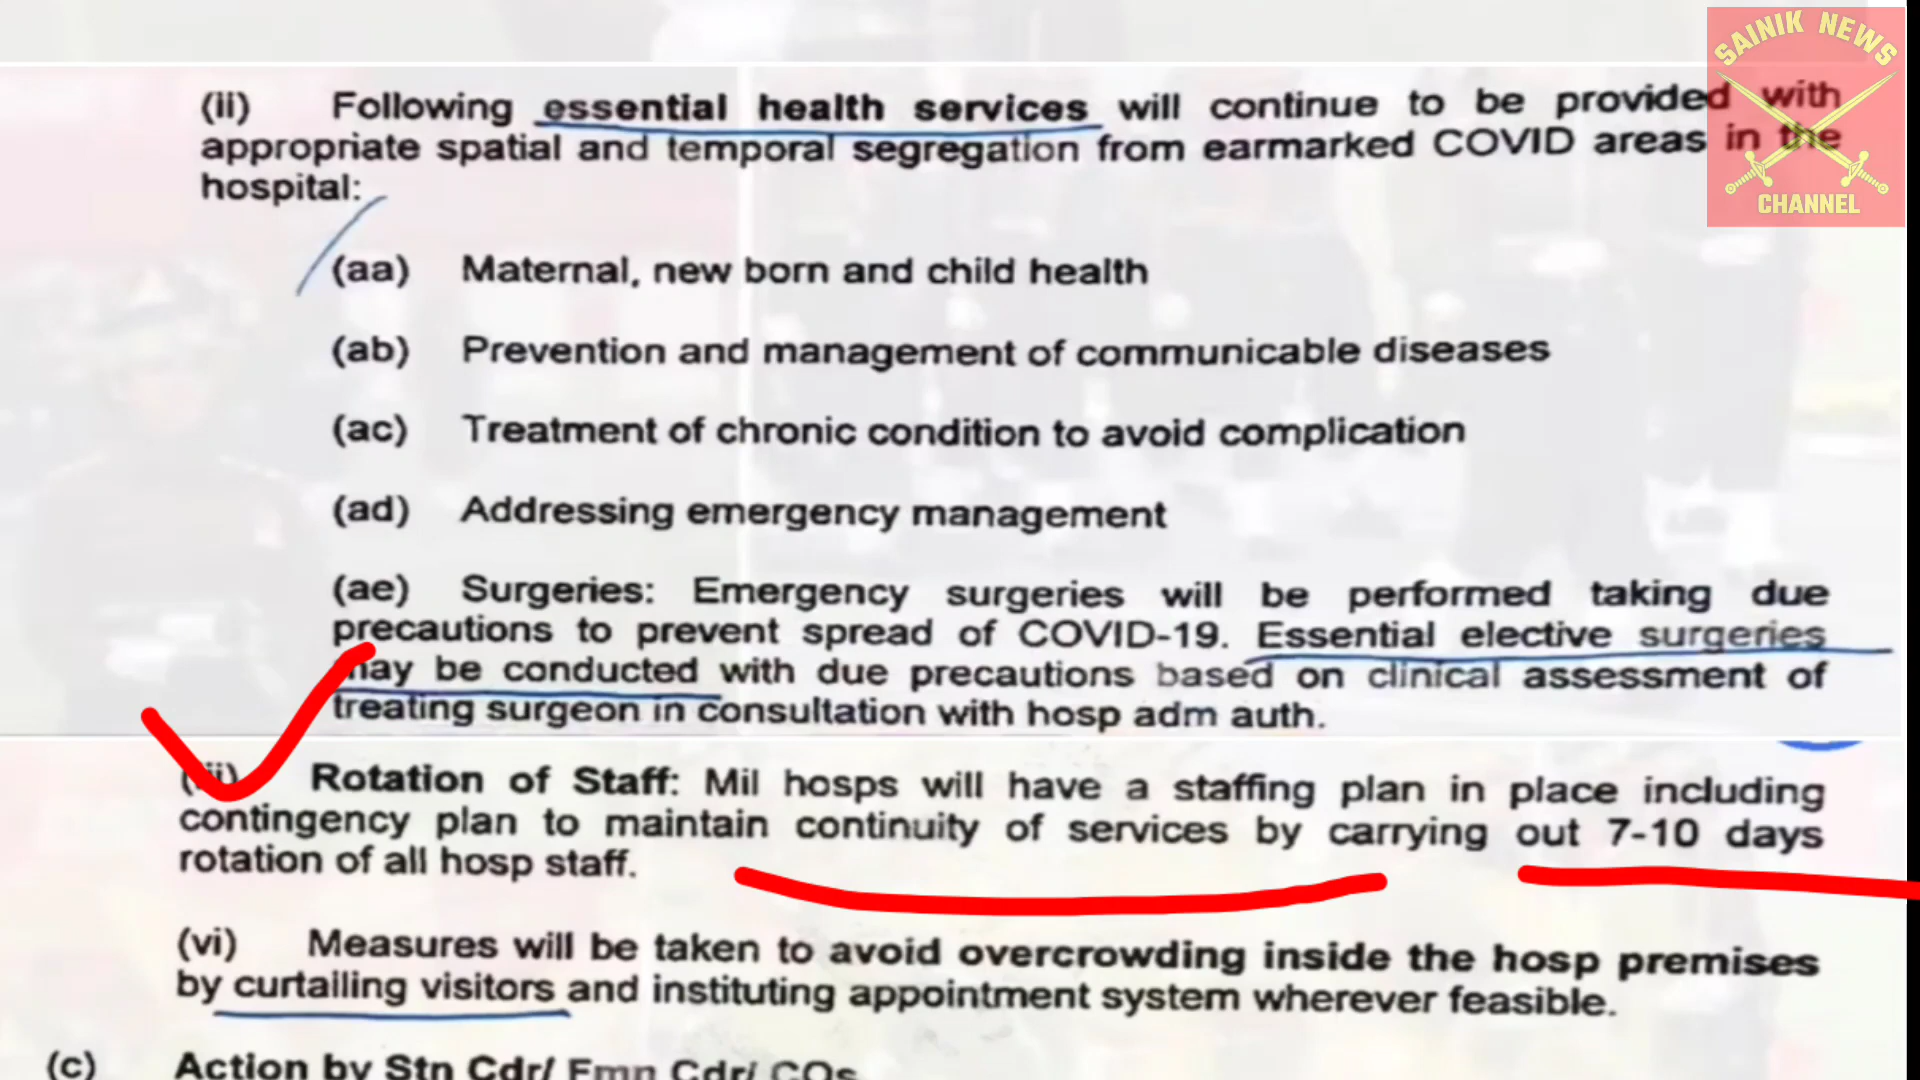 SAINIK NEWS
CHANNEL
(ii) Following essential health services will continue to be provided with
appropriate spatial and temporal segregation from earmarked COVID areas in the
hospital:
(aa) Maternal, new born and child health
(ab) Prevention and management of communicable diseases
(ac) Treatment of chronic condition to avoid complication
(ad) Addressing emergency management
(ae) Surgeries: Emergency surgeries will be performed taking due
precautions to prevent spread of COVID-19. Essential elective surgeries
may be conducted with due precautions based on clinical assessment of
treating surgeon in consultation with hosp adm auth.
Rotation of Staff: Mil hosps will have a staffing plan in place including
contingency plan to maintain continuity of services by carrying out 7-10 days
rotation of all hosp staff.
(vi) Measures will be taken to avoid overcrowding inside the hosp premises
by curtailing visitors and instituting appointment system wherever feasible.
(c) Action by Stn Cdr/ Fmn Cdr/ COs